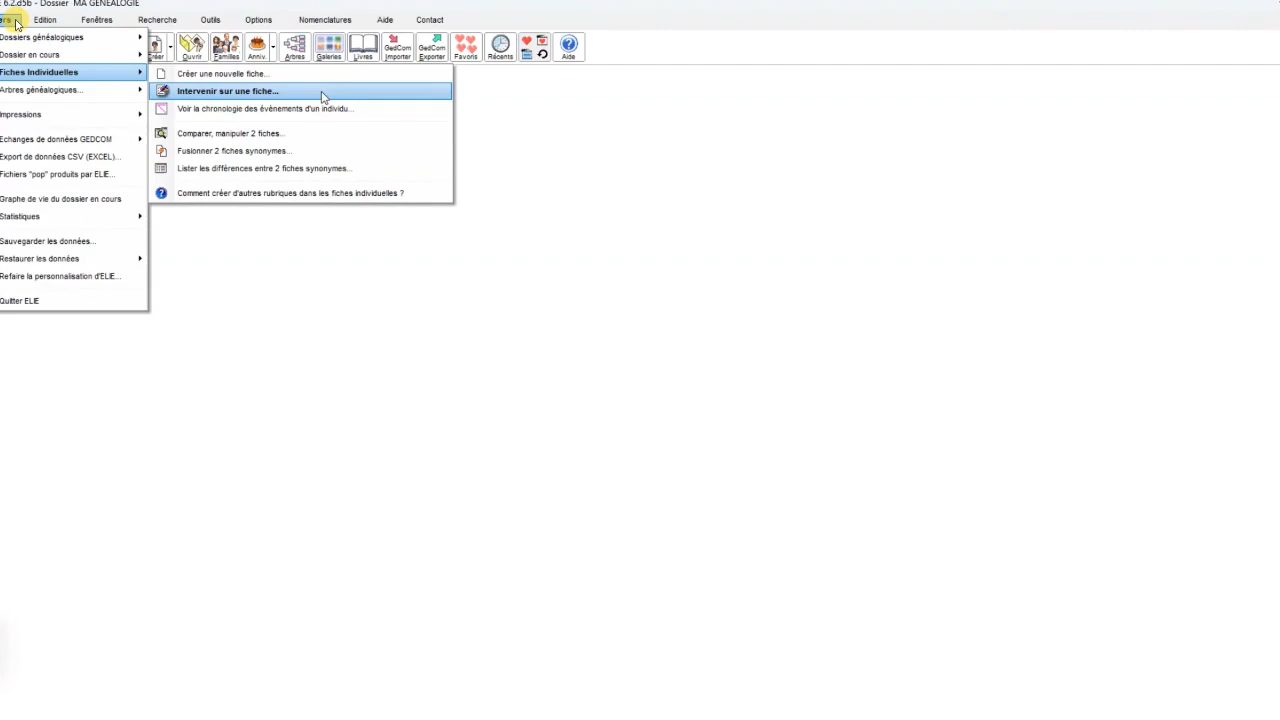 6.2.d5b - Dossier MA GENEALOGIE
Edition Fenêtres Recherche Outils Options Nomenclatures Aide Contact
Créer Ouvrir Familles Anniv. Arbres Galeries Livres GedCom Importer GedCom Exporter Favoris Récents Aide
Dossiers généalogiques
Dossier en cours
Fiches Individuelles
Arbres généalogiques...
Impressions
Echanges de données GEDCOM
Export de données CSV (EXCEL)...
Fichiers "pop" produits par ELIE...
Graphe de vie du dossier en cours
Statistiques
Sauvegarder les données...
Restaurer les données
Refaire la personnalisation d'ELIE...
Quitter ELIE
Créer une nouvelle fiche...
Intervenir sur une fiche...
Voir la chronologie des évènements d'un individu...
Comparer, manipuler 2 fiches...
Fusionner 2 fiches synonymes...
Lister les différences entre 2 fiches synonymes...
Comment créer d'autres rubriques dans les fiches individuelles ?